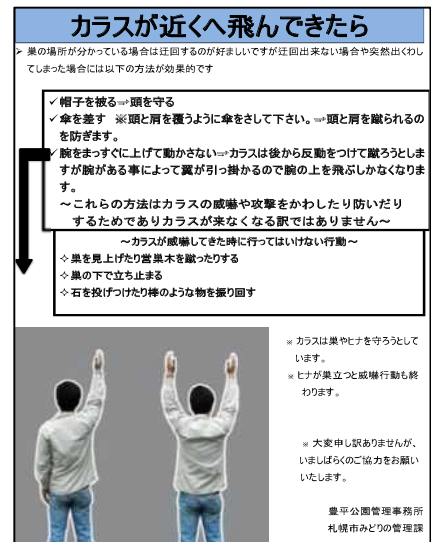 カラスが近くへ飛んできたら
➢ 巣の場所が分かっている場合は迂回するのが好ましいですが迂回出来ない場合や突然出くわし
てしまった場合には以下の方法が効果的です
✓帽子を被る⇒頭を守る
✓傘を差す ※頭と肩を覆うように傘をさして下さい。⇒頭と肩を蹴られるの
を防ぎます。
✓腕をまっすぐに上げて動かさない⇒カラスは後から反動をつけて蹴ろうとしま
すが腕がある事によって翼が引っ掛かるので腕の上を飛ぶしかなくなりま
す。
～これらの方法はカラスの威嚇や攻撃をかわしたり防いだり
するためでありカラスが来なくなる訳ではありません～
～カラスが威嚇してきた時に行ってはいけない行動～
✧巣を見上げたり営巣木を蹴ったりする
✧巣の下で立ち止まる
✧石を投げつけたり棒のような物を振り回す
※ カラスは巣やヒナを守ろうとして
います。
※ ヒナが巣立つと威嚇行動も終
わります。
※ 大変申し訳ありませんが、
いましばらくのご協力をお願い
いたします。
豊平公園管理事務所
札幌市みどりの管理課